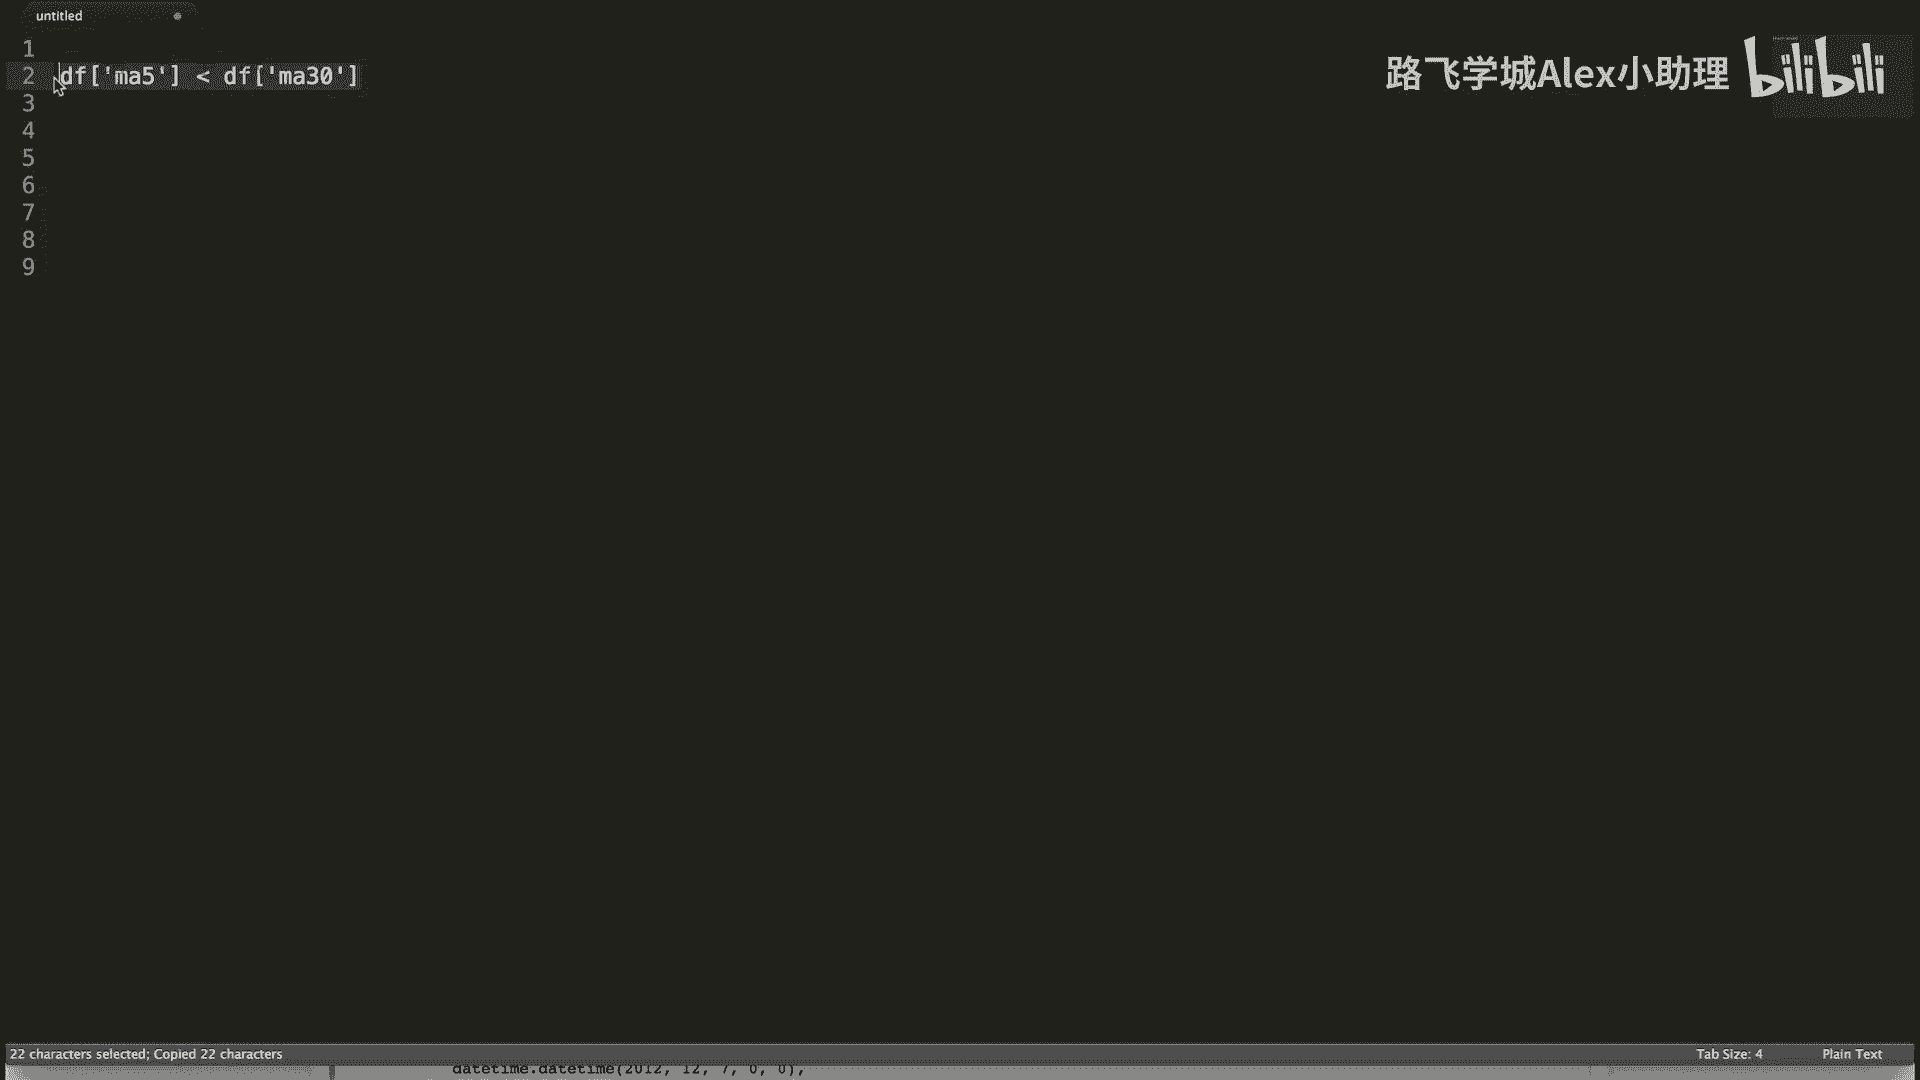 untitled
1
2 df['ma5'] < df['ma30']
3
4
5
6
7
8
9
路飞学城Alex小助理 bilibili
22 characters selected; Copied 22 characters
Tab Size: 4
Plain Text
datetime.datetime(2012, 12, 7, 0, 0),